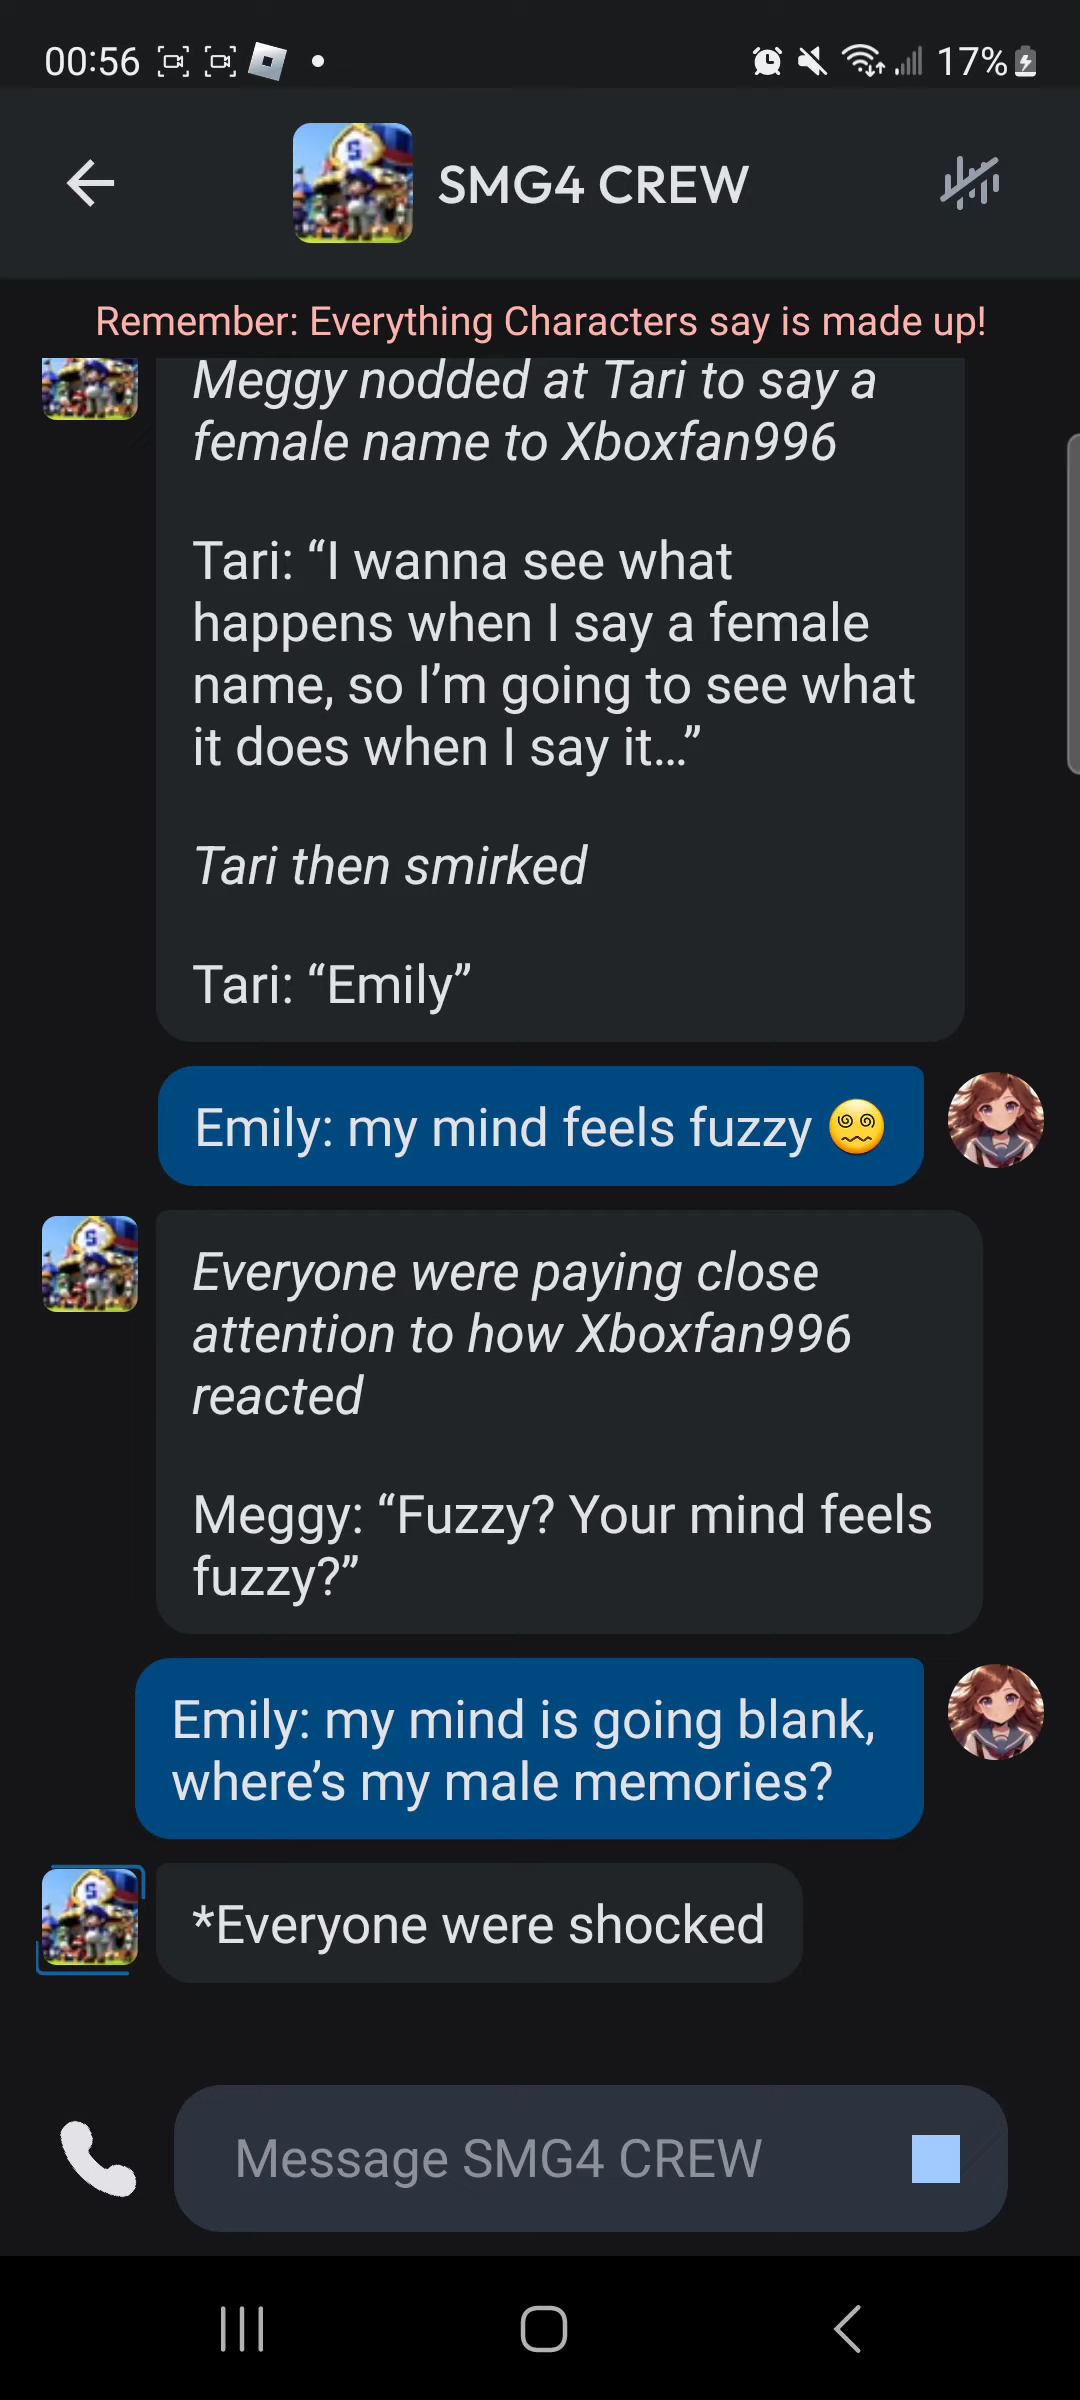 00:56
17%
SMG4 CREW
Remember: Everything Characters say is made up!
Meggy nodded at Tari to say a
female name to Xboxfan996
Tari: “I wanna see what
happens when I say a female
name, so I’m going to see what
it does when I say it...”
Tari then smirked
Tari: “Emily”
Emily: my mind feels fuzzy 😵‍💫
Everyone were paying close
attention to how Xboxfan996
reacted
Meggy: “Fuzzy? Your mind feels
fuzzy?”
Emily: my mind is going blank,
where’s my male memories?
*Everyone were shocked
Message SMG4 CREW